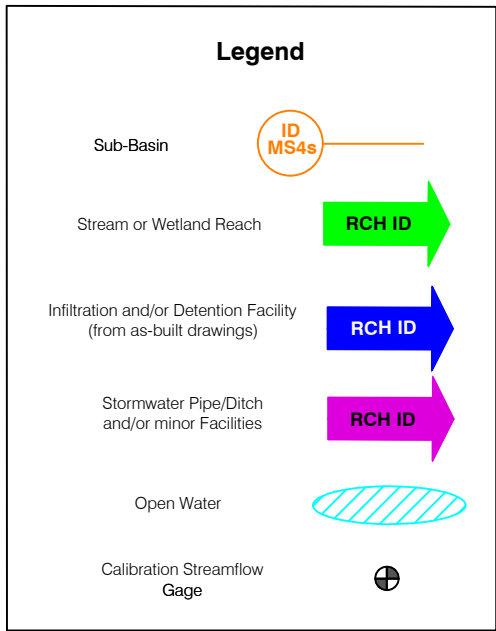 Legend
ID
MS4s
Sub-Basin
Stream or Wetland Reach
RCH ID
Infiltration and/or Detention Facility
(from as-built drawings)
RCH ID
Stormwater Pipe/Ditch
and/or minor Facilities
RCH ID
Open Water
Calibration Streamflow
Gage